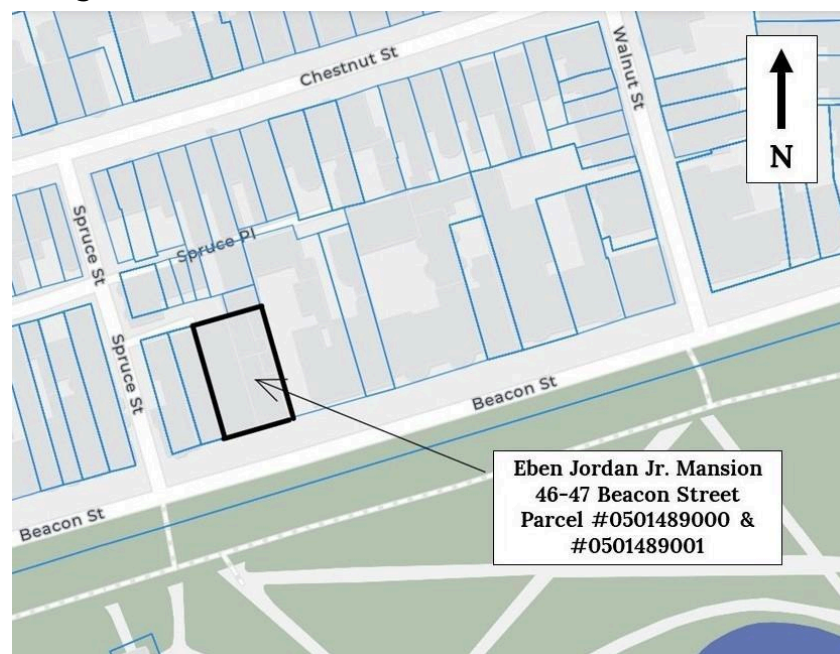 Chestnut St
Walnut St
N
Spruce St
Spruce Pl
Spruce St
Beacon St
Beacon St
Eben Jordan Jr. Mansion
46-47 Beacon Street
Parcel #0501489000 &
#0501489001